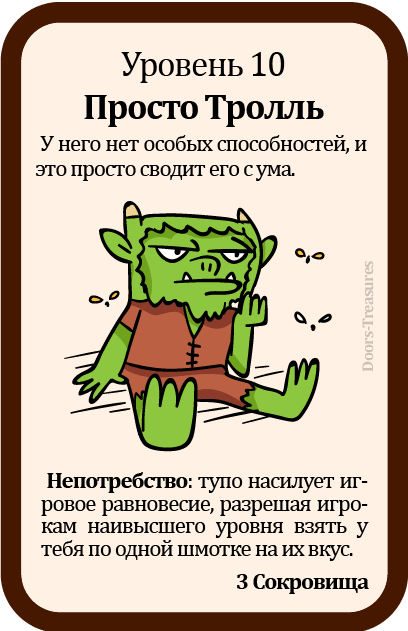 Уровень 10
Просто Тролль
У него нет особых способностей, и
это просто сводит его с ума.
Doors-Treasures
Непотребство: тупо насилует иг-
ровое равновесие, разрешая игро-
кам наивысшего уровня взять у
тебя по одной шмотке на их вкус.
3 Сокровища